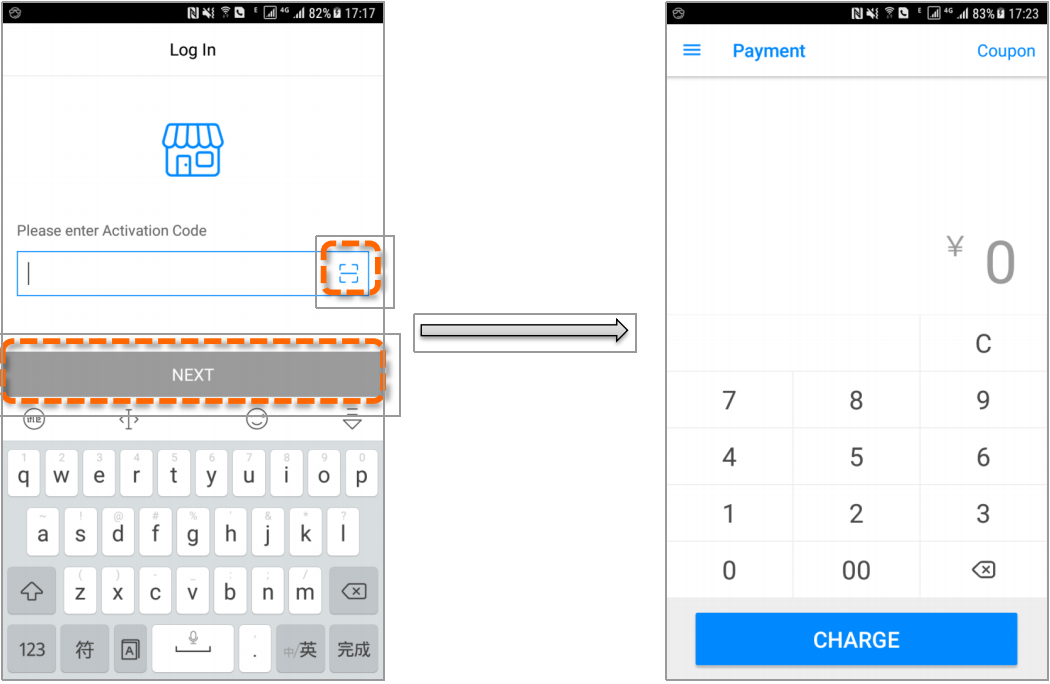 E 4G 82% 17:17
Log In
Please enter Activation Code
NEXT
1 2 3 4 5 6 7 8 9 0
q w e r t y u i o p
~ ! @ # % ' & * ?
a s d f g h j k l
( ) - _ : ; /
z x c v b n m
123 符 A . 中/英 完成
E 4G 83% 17:23
Payment Coupon
¥ 0
C
7 8 9
4 5 6
1 2 3
0 00
CHARGE